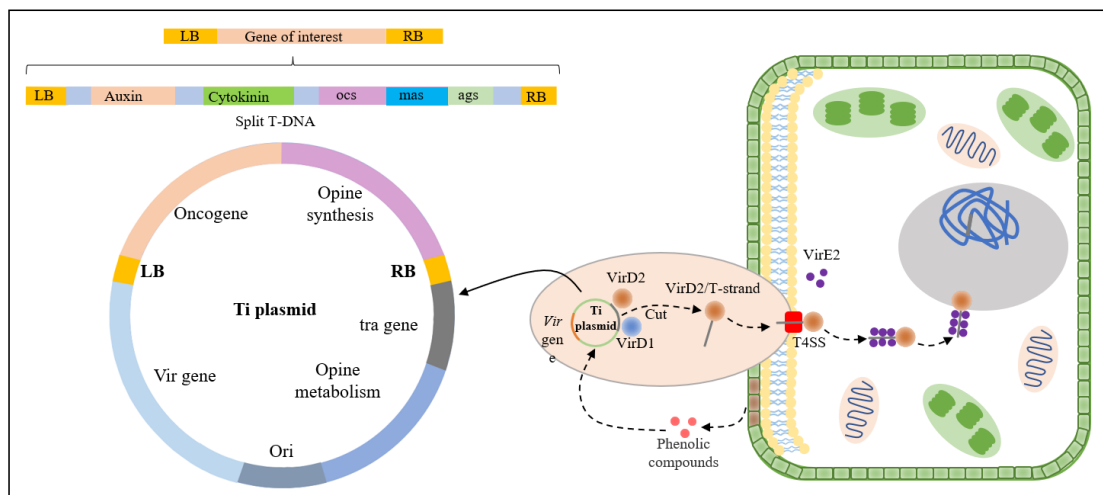 LB Gene of interest RB
LB Auxin Cytokinin ocs mas ags RB
Split T-DNA
Opine
synthesis
Oncogene
LB
RB
Ti plasmid
tra gene
Vir gene
Opine
metabolism
Ori
VirD2
VirD2/T-strand
Ti
plasmid
Cut
Vir
gen
e
VirD1
T4SS
VirE2
Phenolic
compounds